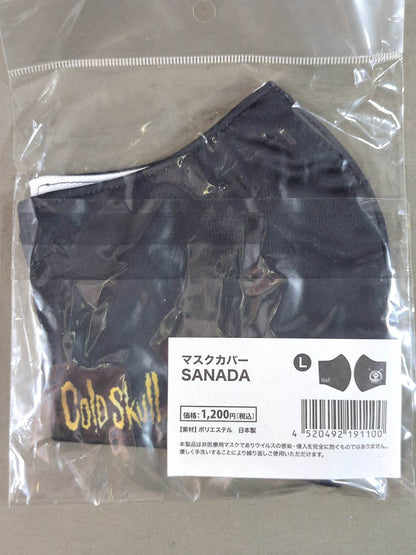 マスクカバー
SANADA
L
価格:1,200円(税込)
【素材】ポリエステル 日本製
4 520492 191100
本製品は非医療用マスクでありウイルスの感染・侵入を完全に防ぐものではありません。
優しく手洗いすることにより繰り返しご使用いただけます。
Cold Skull